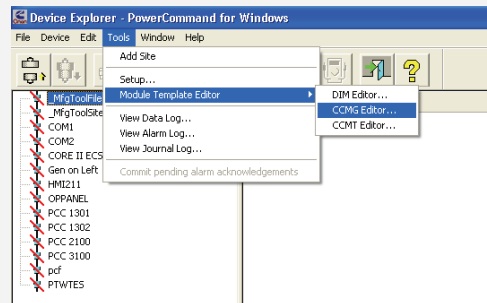 Device Explorer - PowerCommand for Windows
File Device Edit Tools Window Help
Add Site
Setup...
Module Template Editor
DIM Editor...
CCMG Editor...
CCMT Editor...
View Data Log...
View Alarm Log...
View Journal Log...
Commit pending alarm acknowledgements
_MfgToolFile
_MfgToolSite
COM1
COM2
CORE II ECS
Gen on Left
HMI211
OPPANEL
PCC 1301
PCC 1302
PCC 2100
PCC 3100
pcf
PTWTES